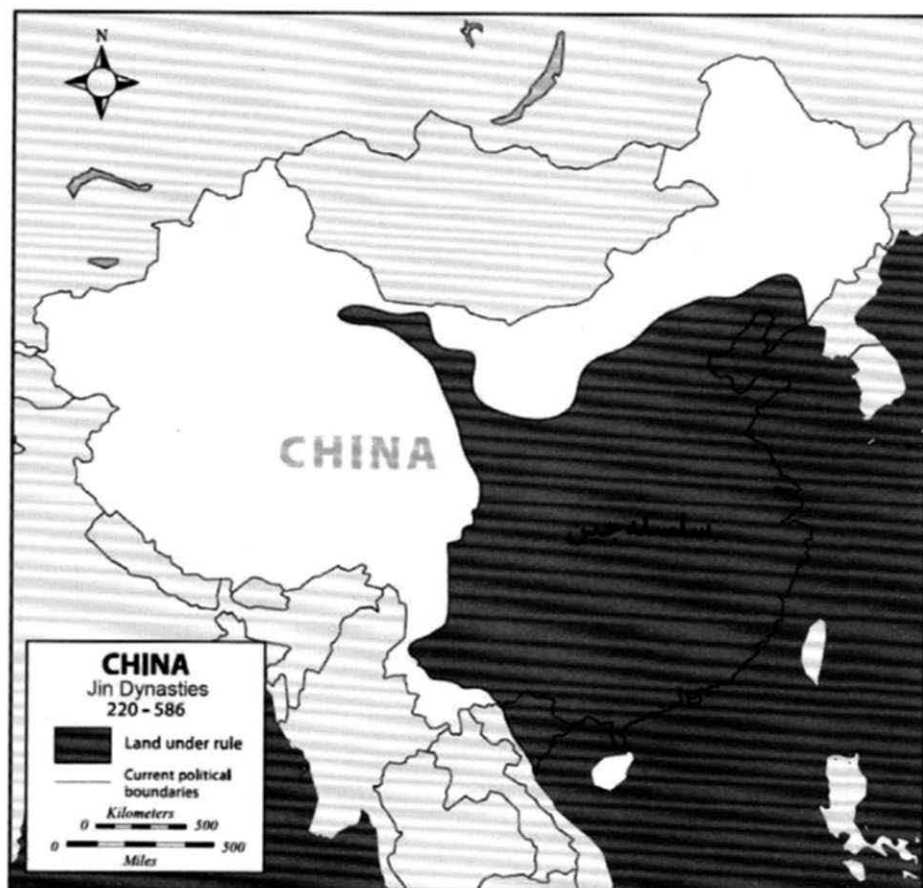 N
CHINA
CHINA
Jin Dynasties
220 – 586
Land under rule
Current political
boundaries
Kilometers
0 500
0 500
Miles